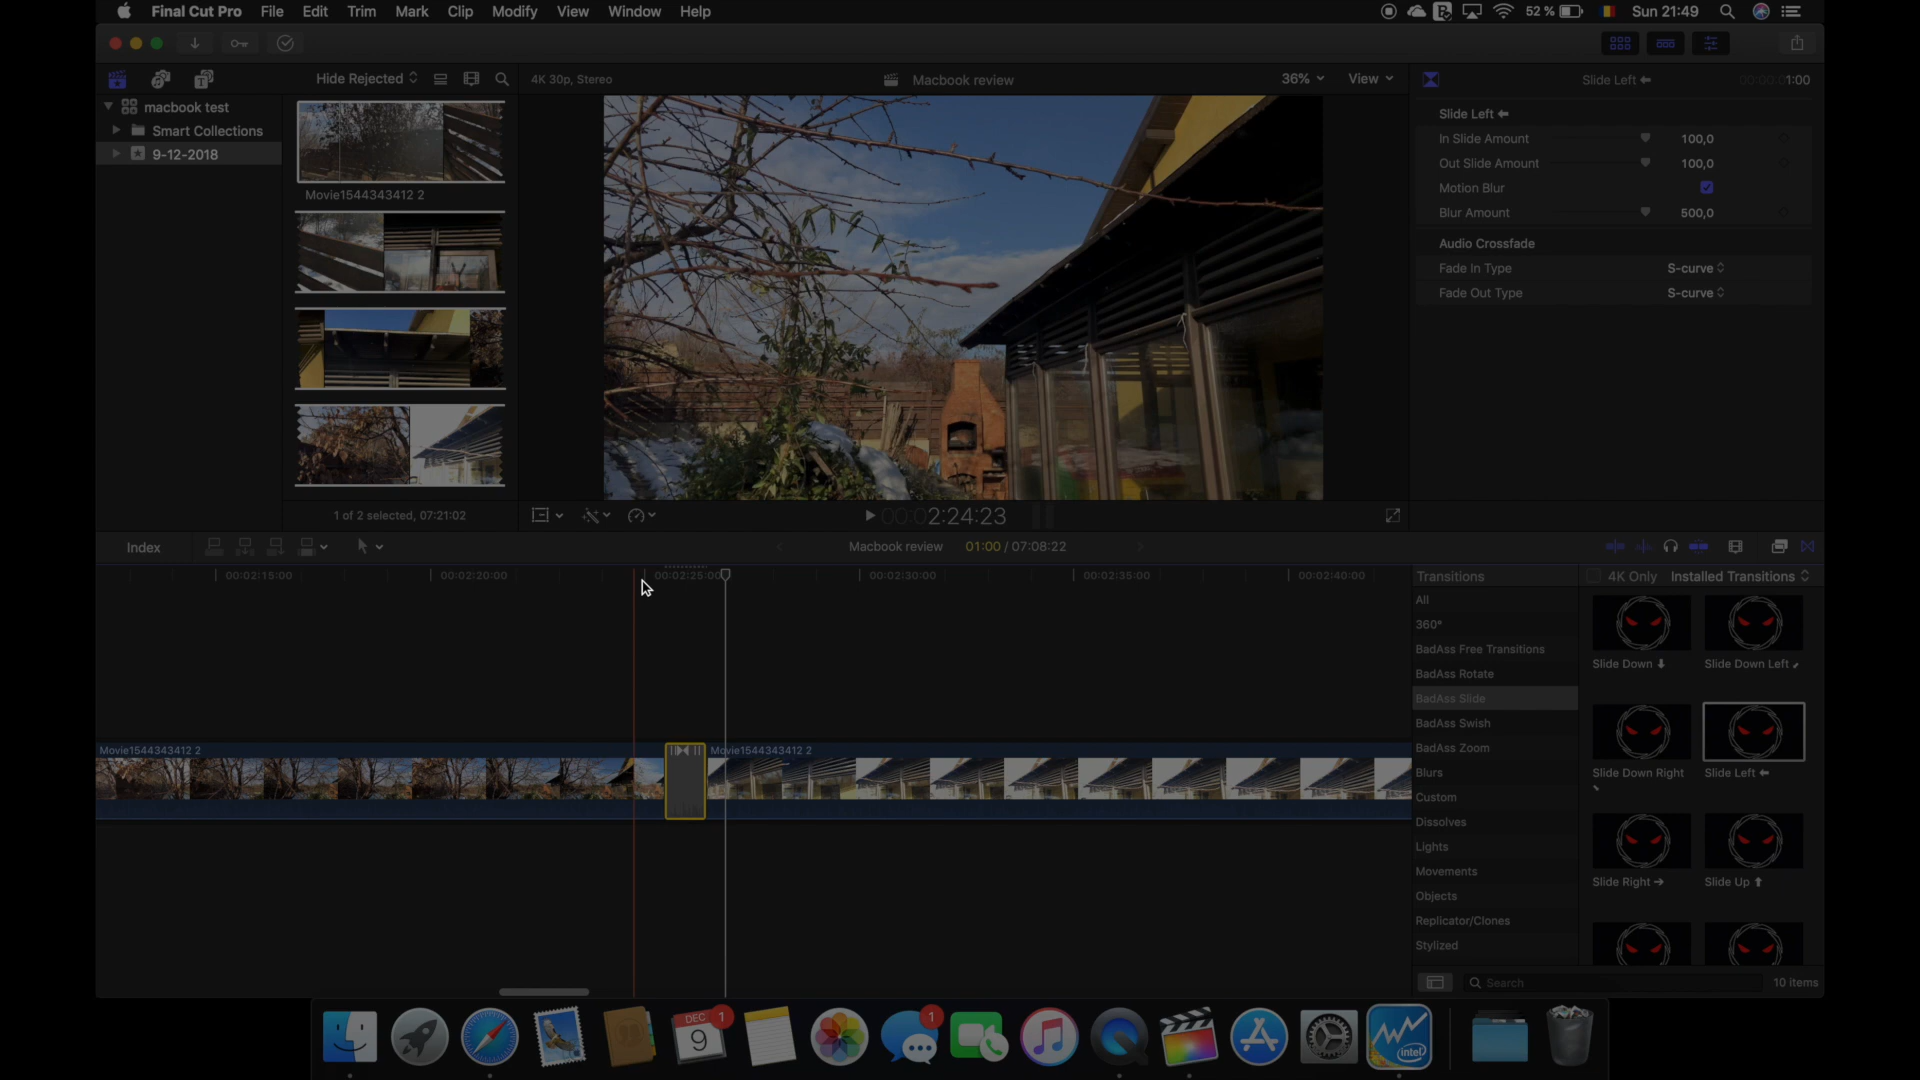 Final Cut Pro File Edit Trim Mark Clip Modify View Window Help
52 % Sun 21:49
Hide Rejected
4K 30p, Stereo
Macbook review
36% View
Slide Left
1:00
macbook test
Smart Collections
9-12-2018
Movie1544343412 2
1 of 2 selected, 07:21:02
00:00:2:24:23
Slide Left
In Slide Amount 100,0
Out Slide Amount 100,0
Motion Blur
Blur Amount 500,0
Audio Crossfade
Fade In Type S-curve
Fade Out Type S-curve
Index
Macbook review 01:00 / 07:08:22
00:02:15:00 00:02:20:00 00:02:25:00 00:02:30:00 00:02:35:00 00:02:40:00
Movie1544343412 2
Movie1544343412 2
Transitions
4K Only Installed Transitions
All
360°
BadAss Free Transitions
BadAss Rotate
BadAss Slide
BadAss Swish
BadAss Zoom
Blurs
Custom
Dissolves
Lights
Movements
Objects
Replicator/Clones
Stylized
Slide Down Slide Down Left
Slide Down Right Slide Left
Slide Right Slide Up
Search
10 items
DEC
9
1
1
intel